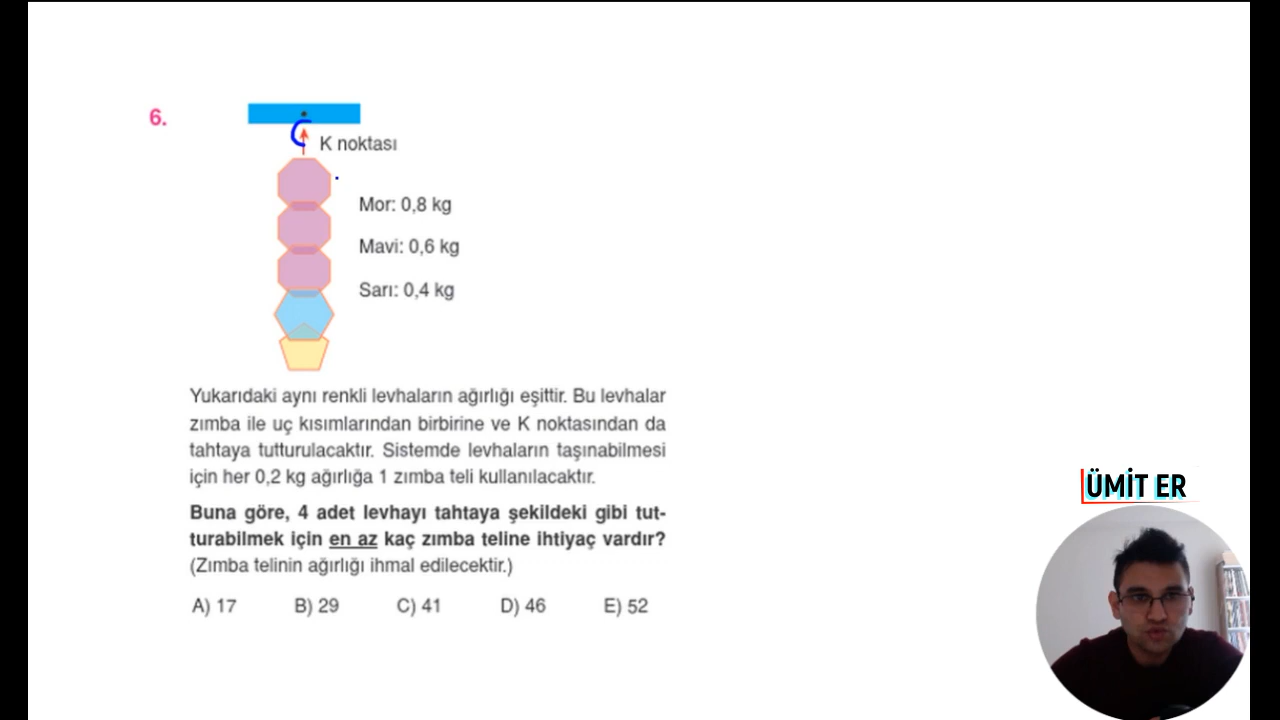 6.
K noktası
Mor: 0,8 kg
Mavi: 0,6 kg
Sarı: 0,4 kg
Yukarıdaki aynı renkli levhaların ağırlığı eşittir. Bu levhalar
zımba ile uç kısımlarından birbirine ve K noktasından da
tahtaya tutturulacaktır. Sistemde levhaların taşınabilmesi
için her 0,2 kg ağırlığa 1 zımba teli kullanılacaktır.
Buna göre, 4 adet levhayı tahtaya şekildeki gibi tut-
turabilmek için en az kaç zımba teline ihtiyaç vardır?
(Zımba telinin ağırlığı ihmal edilecektir.)
A) 17 B) 29 C) 41 D) 46 E) 52
ÜMİT ER